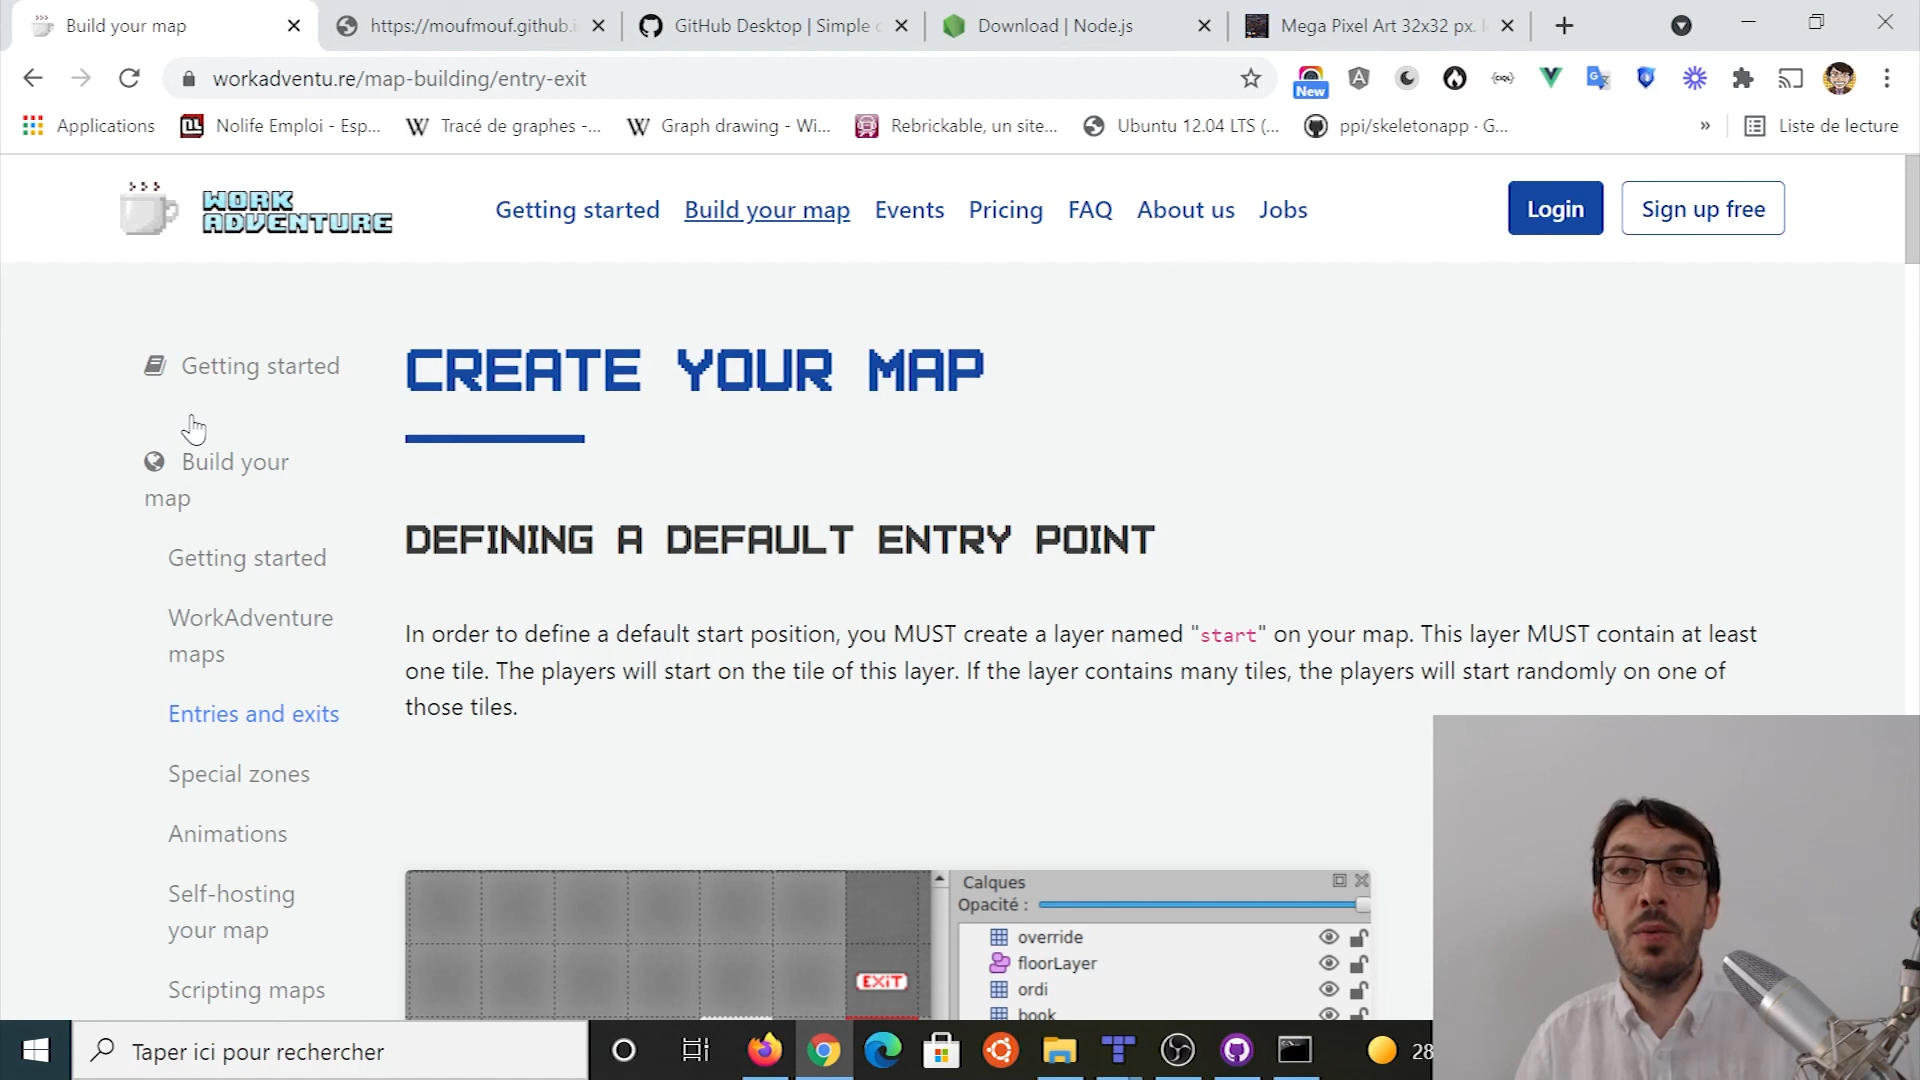 Build your map
https://moufmouf.github.i
GitHub Desktop | Simple c
Download | Node.js
Mega Pixel Art 32x32 px.
workadventu.re/map-building/entry-exit
New
Applications
Nolife Emploi - Esp...
Tracé de graphes -...
Graph drawing - Wi...
Rebrickable, un site...
Ubuntu 12.04 LTS (...
ppi/skeletonapp · G...
»
Liste de lecture
WORK
ADVENTURE
Getting started
Build your map
Events
Pricing
FAQ
About us
Jobs
Login
Sign up free
Getting started
Build your
map
Getting started
WorkAdventure
maps
Entries and exits
Special zones
Animations
Self-hosting
your map
Scripting maps
CREATE YOUR MAP
DEFINING A DEFAULT ENTRY POINT
In order to define a default start position, you MUST create a layer named "start" on your map. This layer MUST contain at least
one tile. The players will start on the tile of this layer. If the layer contains many tiles, the players will start randomly on one of
those tiles.
EXIT
Calques
Opacité :
override
floorLayer
ordi
book
Taper ici pour rechercher
28